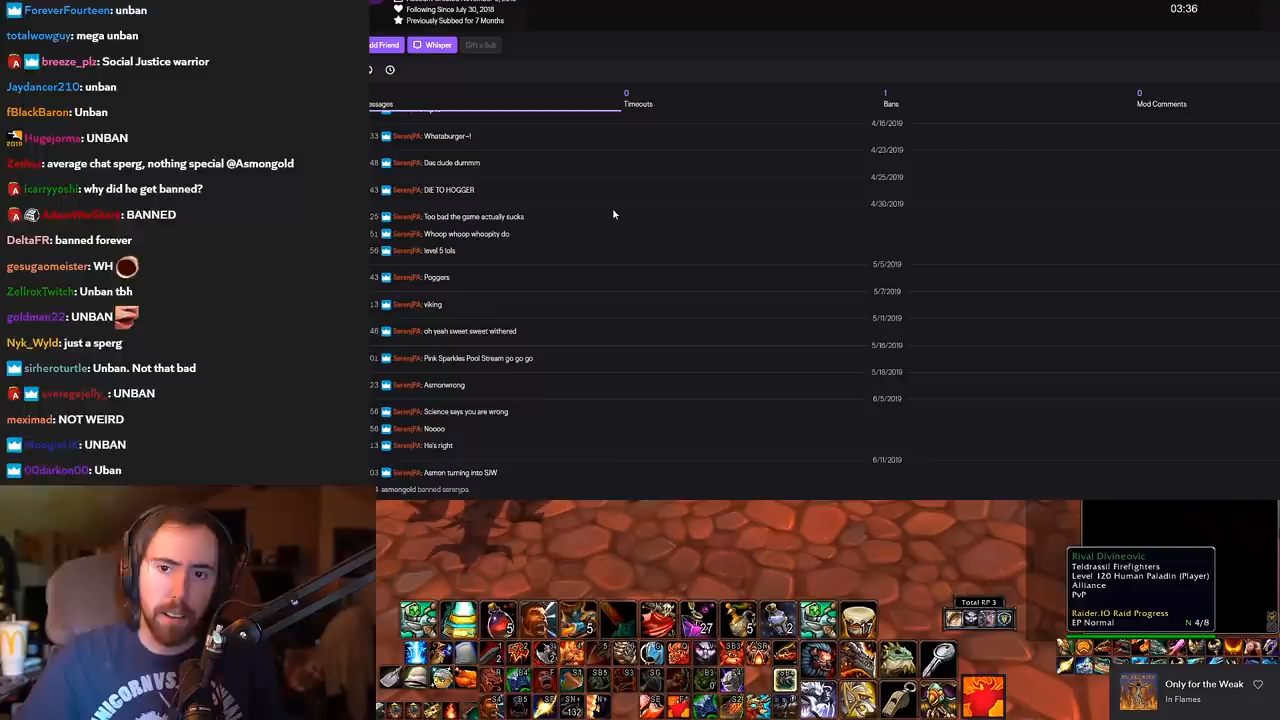 ForeverFourteen: unban
totalwowguy: mega unban
breeze_plz: Social Justice warrior
Jaydancer210: unban
fBlackBaron: Unban
Hugejorma: UNBAN
Zethus: average chat sperg, nothing special @Asmongold
icarryyoshi: why did he get banned?
BANNED
DeltaFR: banned forever
gesugaomeister: WH
ZellroxTwitch: Unban tbh
goldman22: UNBAN
Nyk_Wyld: just a sperg
sirheroturtle: Unban. Not that bad
averagejelly_: UNBAN
meximad: NOT WEIRD
: UNBAN
00darkon00: Uban
Following Since July 30, 2018
Previously Subbed for 7 Months
03:36
dd Friend
Whisper
Gift a Sub
0
1
0
essages
Timeouts
Bans
Mod Comments
4/16/2019
33 SerenjPA: Whataburger~!
4/23/2019
48 SerenjPA: Das dude dummm
4/25/2019
43 SerenjPA: DIE TO HOGGER
4/30/2019
25 SerenjPA: Too bad the game actually sucks
51 SerenjPA: Whoop whoop whoopity do
56 SerenjPA: level 5 lols
5/5/2019
43 SerenjPA: Poggers
5/7/2019
13 SerenjPA: viking
5/11/2019
46 SerenjPA: oh yeah sweet sweet withered
5/16/2019
01 SerenjPA: Pink Sparkles Pool Stream go go go
5/18/2019
23 SerenjPA: Asmonwrong
6/5/2019
56 SerenjPA: Science says you are wrong
56 SerenjPA: Noooo
13 SerenjPA: He's right
6/11/2019
03 SerenjPA: Asmon turning into SJW
asmongold banned serenjpa.
Rival Divineovic
Teldrassil Firefighters
Level 120 Human Paladin (Player)
Alliance
PvP
Raider.IO Raid Progress
EP Normal N 4/8
Total RP 3
Only for the Weak
In Flames